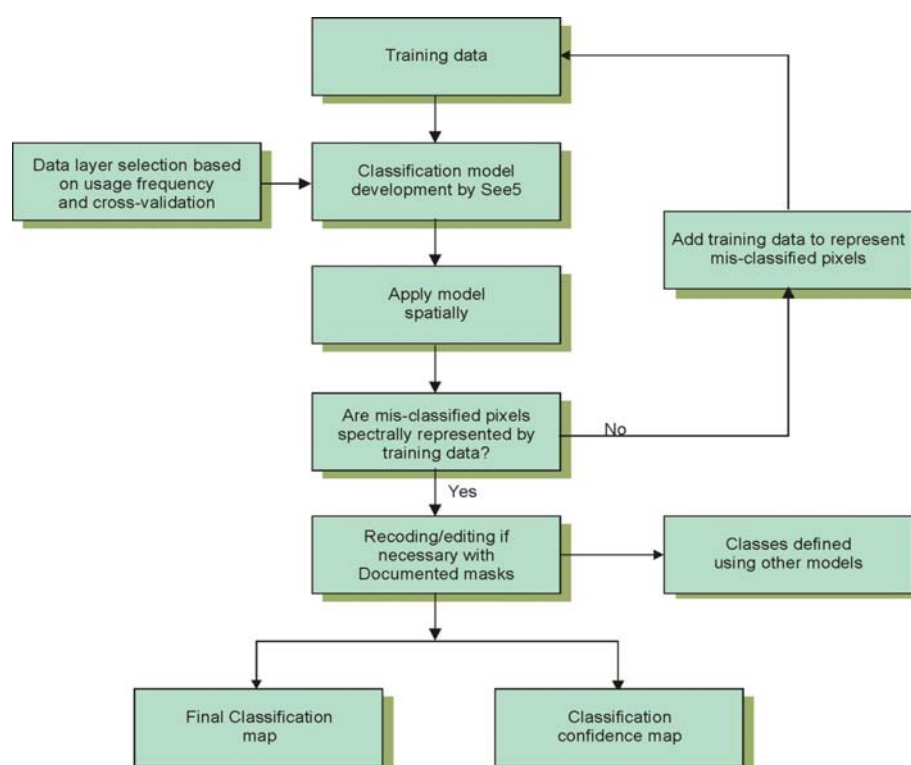 Training data
Data layer selection based
on usage frequency
and cross-validation
Classification model
development by See5
Add training data to represent
mis-classified pixels
Apply model
spatially
Are mis-classified pixels
spectrally represented by
training data?
No
Yes
Recoding/editing if
necessary with
Documented masks
Classes defined
using other models
Final Classification
map
Classification
confidence map